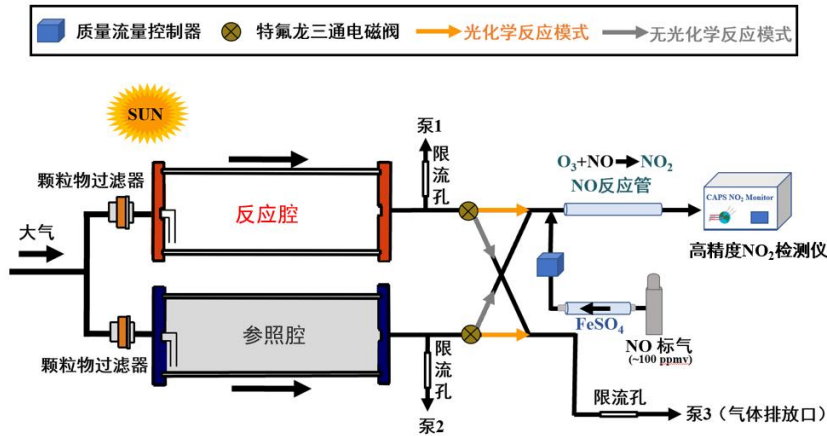 质量流量控制器
特氟龙三通电磁阀
光化学反应模式
无光化学反应模式
SUN
颗粒物过滤器
大气
反应腔
泵1
限流孔
O₃+NO→NO₂
NO反应管
CAPS NO₂ Monitor
高精度NO₂检测仪
参照腔
颗粒物过滤器
限流孔
泵2
FeSO₄
NO 标气
(~100 ppmv)
限流孔
泵3（气体排放口）